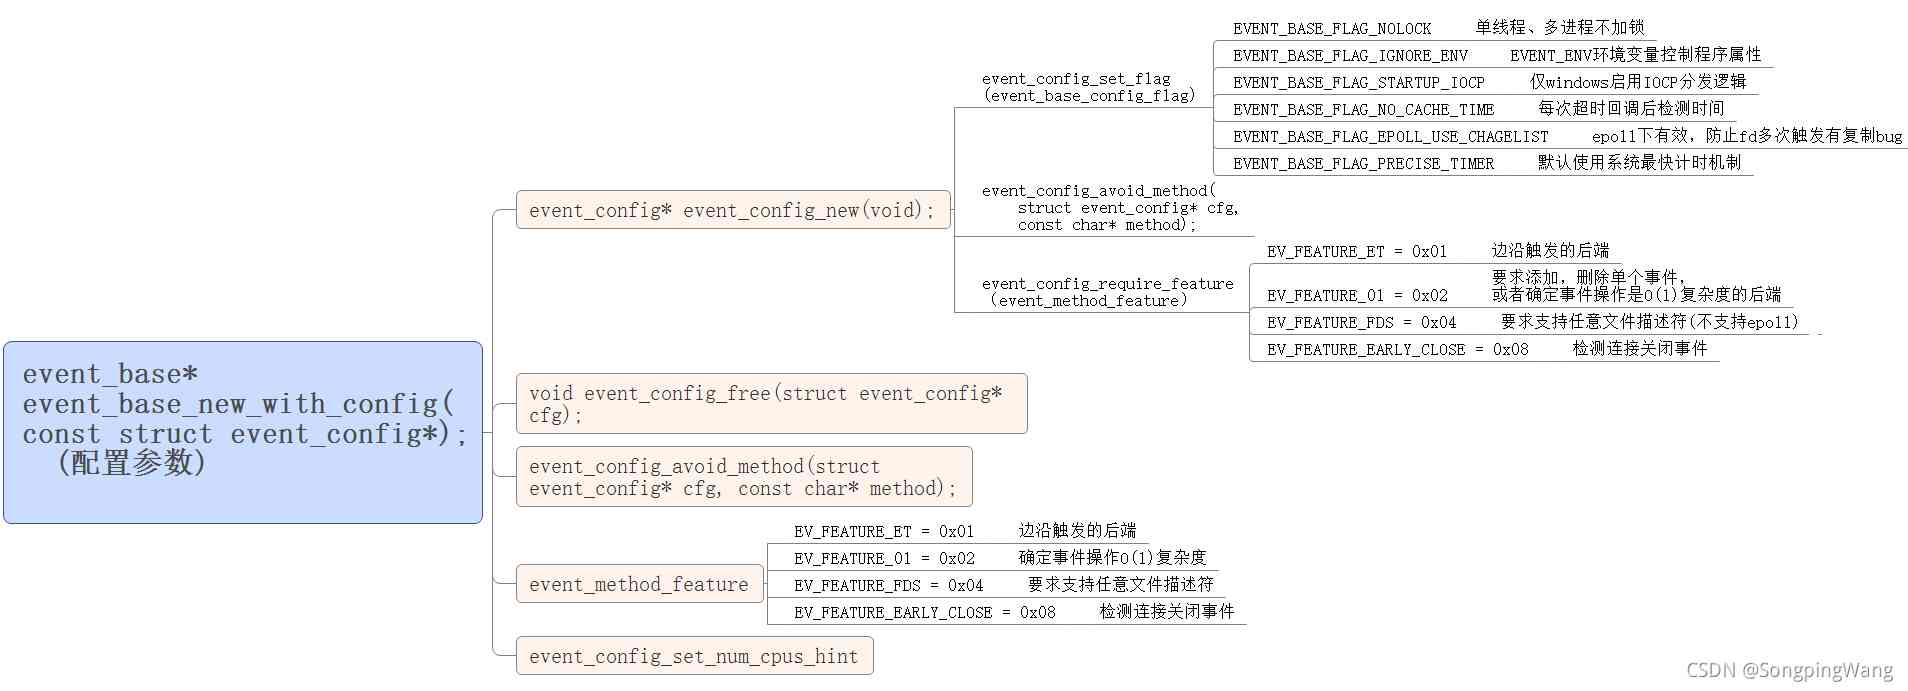 event_base*
event_base_new_with_config(
const struct event_config*);
(配置参数)
event_config* event_config_new(void);
event_config_set_flag
(event_base_config_flag)
EVENT_BASE_FLAG_NOLOCK 单线程、多进程不加锁
EVENT_BASE_FLAG_IGNORE_ENV EVENT_ENV环境变量控制程序属性
EVENT_BASE_FLAG_STARTUP_IOCP 仅windows启用IOCP分发逻辑
EVENT_BASE_FLAG_NO_CACHE_TIME 每次超时回调后检测时间
EVENT_BASE_FLAG_EPOLL_USE_CHAGELIST epoll下有效，防止fd多次触发有复制bug
EVENT_BASE_FLAG_PRECISE_TIMER 默认使用系统最快计时机制
event_config_avoid_method(
struct event_config* cfg,
const char* method);
event_config_require_feature
(event_method_feature)
EV_FEATURE_ET = 0x01 边沿触发的后端
要求添加，删除单个事件，
EV_FEATURE_O1 = 0x02 或者确定事件操作是O(1)复杂度的后端
EV_FEATURE_FDS = 0x04 要求支持任意文件描述符(不支持epoll)
EV_FEATURE_EARLY_CLOSE = 0x08 检测连接关闭事件
void event_config_free(struct event_config*
cfg);
event_config_avoid_method(struct
event_config* cfg, const char* method);
event_method_feature
EV_FEATURE_ET = 0x01 边沿触发的后端
EV_FEATURE_O1 = 0x02 确定事件操作O(1)复杂度
EV_FEATURE_FDS = 0x04 要求支持任意文件描述符
EV_FEATURE_EARLY_CLOSE = 0x08 检测连接关闭事件
event_config_set_num_cpus_hint
CSDN @SongpingWang